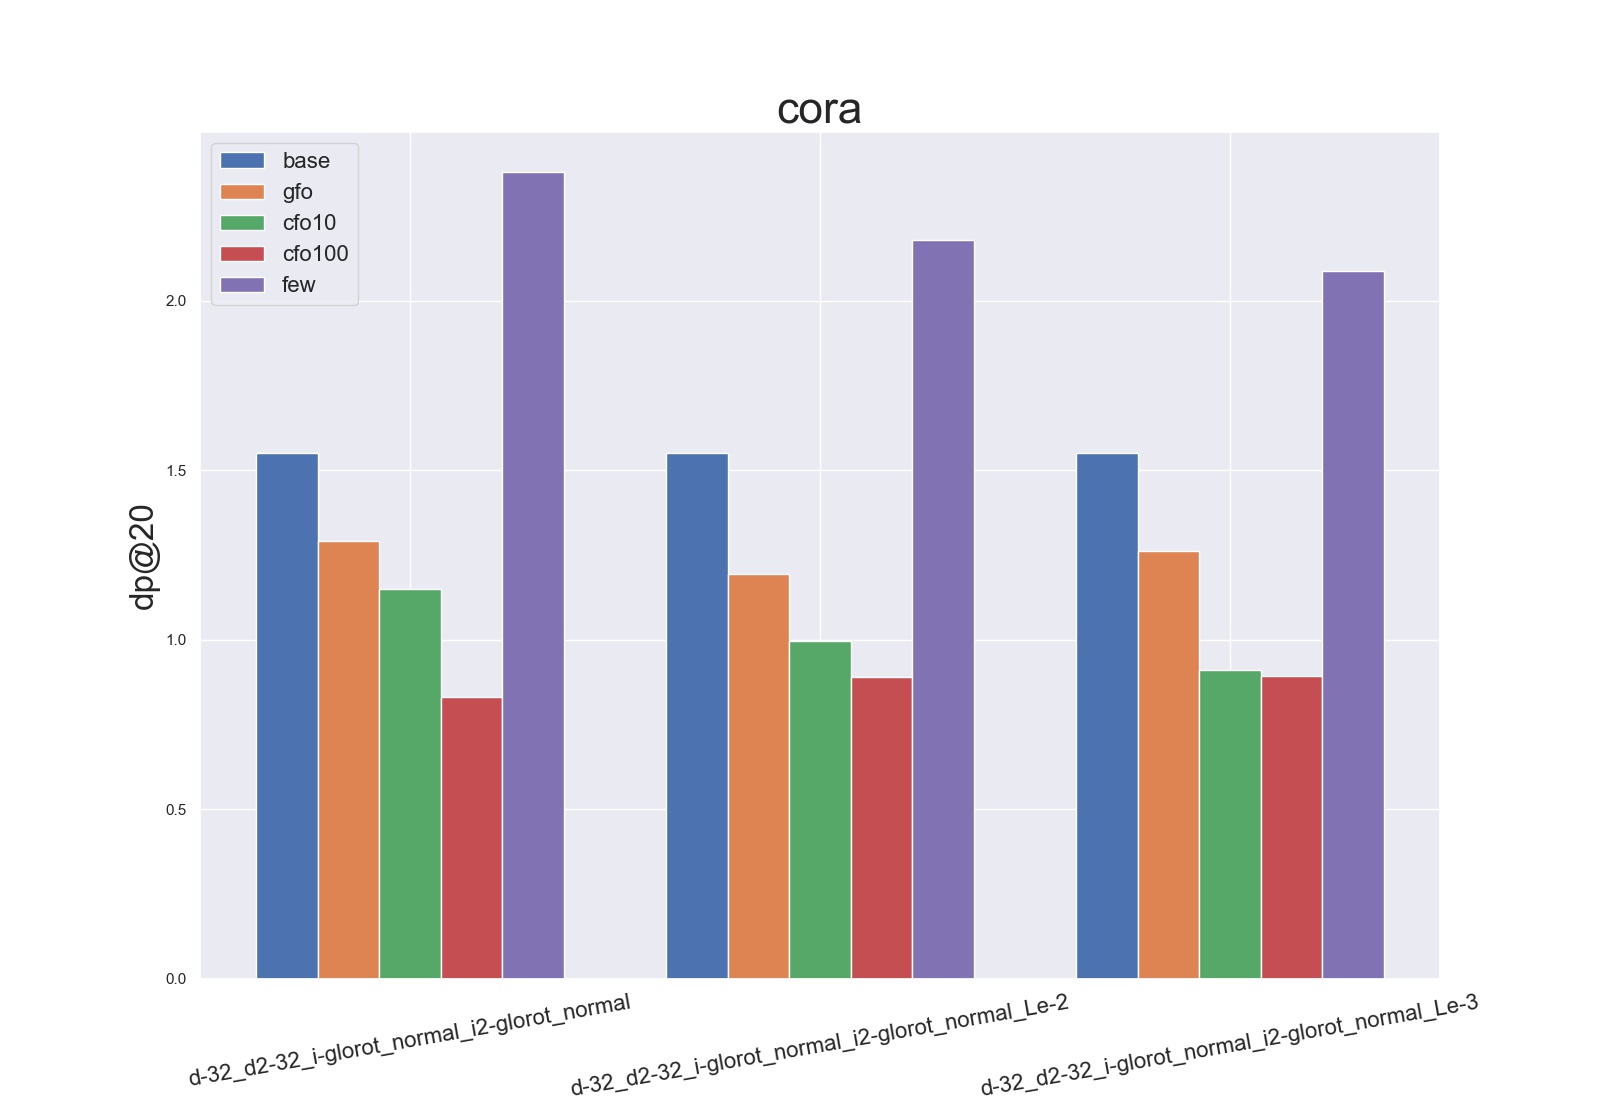 cora
base
gfo
cfo10
cfo100
few
dp@20
2.0
1.5
1.0
0.5
0.0
d-32_d2-32_i-glorot_normal_i2-glorot_normal
d-32_d2-32_i-glorot_normal_i2-glorot_normal_Le-2
d-32_d2-32_i-glorot_normal_i2-glorot_normal_Le-3